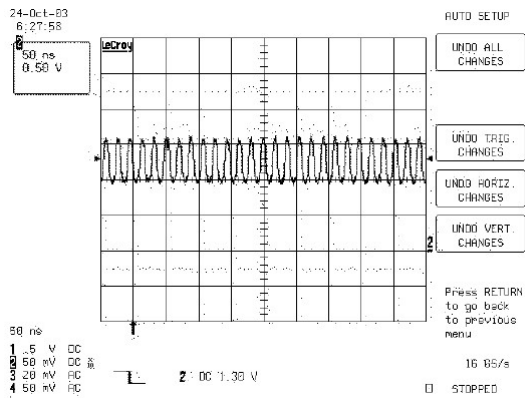 24-Oct-03
6:27:58
2
50 ns
0.50 V
LeCroy
AUTO SETUP
UNDO ALL
CHANGES
UNDO TRIG.
CHANGES
UNDO HORIZ.
CHANGES
UNDO VERT.
CHANGES
2
Press RETURN
to go back
to previous
menu
50 ns
1 .5 V DC
2 50 mV DC
3 20 mV AC
4 50 mV AC
2 DC 1.30 V
STOPPED